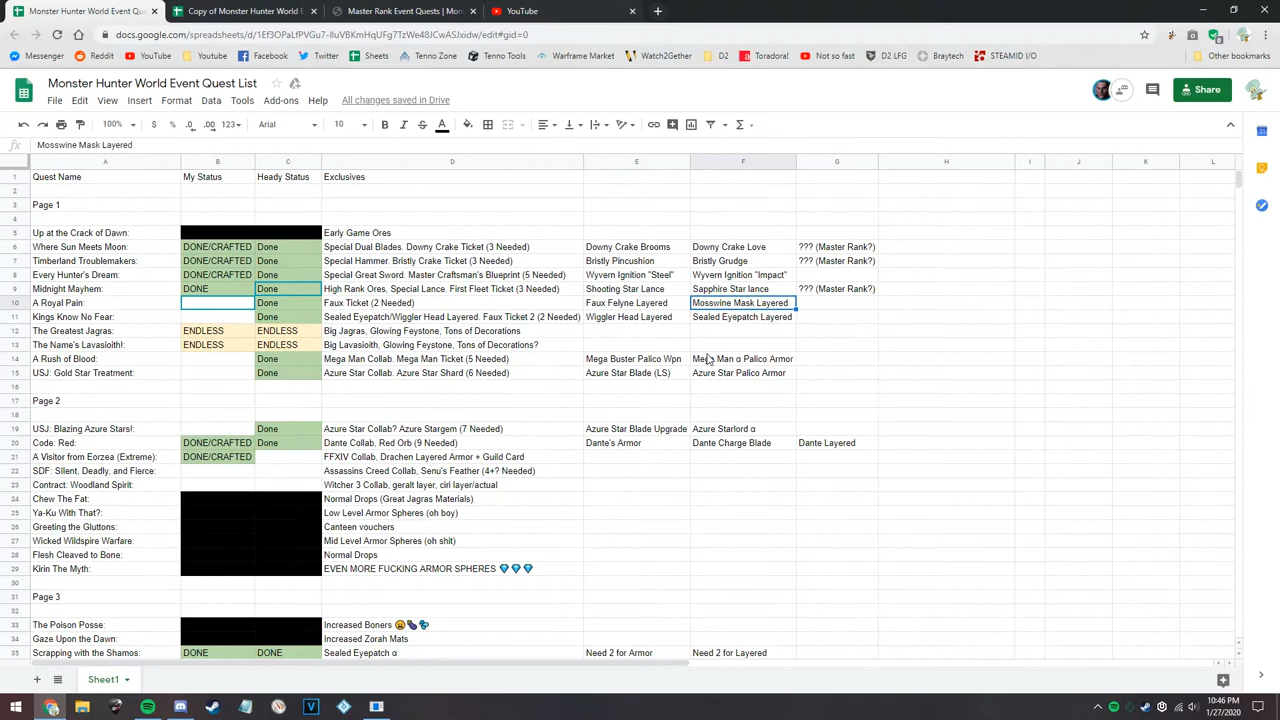 Monster Hunter World Event Quest List
Copy of Monster Hunter World E
Master Rank Event Quests | Mon
YouTube
docs.google.com/spreadsheets/d/1Ef3OPaLfPVGu7-IIuVBKmHqUFg7TzWe48JCwASJxidw/edit#gid=0
Messenger Reddit YouTube Youtube Facebook Twitter Sheets Tenno Zone Tenno Tools Warframe Market Watch2Gether D2 Toradora! Not so fast D2 LFG Braytech STEAMID I/O Other bookmarks
Monster Hunter World Event Quest List
File Edit View Insert Format Data Tools Add-ons Help All changes saved in Drive
Share
100% $ % .0 .00 123 Arial 10 B I S A
fx Mosswine Mask Layered
A B C D E F G H I J K L
1 Quest Name My Status Heady Status Exclusives
2
3 Page 1
4
5 Up at the Crack of Dawn: Early Game Ores
6 Where Sun Meets Moon: DONE/CRAFTED Done Special Dual Blades. Downy Crake Ticket (3 Needed) Downy Crake Brooms Downy Crake Love ??? (Master Rank?)
7 Timberland Troublemakers: DONE/CRAFTED Done Special Hammer. Bristly Crake Ticket (3 Needed) Bristly Pincushion Bristly Grudge ??? (Master Rank?)
8 Every Hunter's Dream: DONE/CRAFTED Done Special Great Sword. Master Craftsman's Blueprint (5 Needed) Wyvern Ignition "Steel" Wyvern Ignition "Impact"
9 Midnight Mayhem: DONE Done High Rank Ores, Special Lance. First Fleet Ticket (3 Needed) Shooting Star Lance Sapphire Star lance ??? (Master Rank?)
10 A Royal Pain: Done Faux Ticket (2 Needed) Faux Felyne Layered Mosswine Mask Layered
11 Kings Know No Fear: Done Sealed Eyepatch/Wiggler Head Layered. Faux Ticket 2 (2 Needed) Wiggler Head Layered Sealed Eyepatch Layered
12 The Greatest Jagras: ENDLESS ENDLESS Big Jagras, Glowing Feystone, Tons of Decorations
13 The Name's Lavasioith!: ENDLESS ENDLESS Big Lavasioith, Glowing Feystone, Tons of Decorations?
14 A Rush of Blood: Done Mega Man Collab. Mega Man Ticket (5 Needed) Mega Buster Palico Wpn Mega Man α Palico Armor
15 USJ: Gold Star Treatment: Done Azure Star Collab. Azure Star Shard (6 Needed) Azure Star Blade (LS) Azure Star Palico Armor
16
17 Page 2
18
19 USJ: Blazing Azure Stars!: Done Azure Star Collab? Azure Stargem (7 Needed) Azure Star Blade Upgrade Azure Starlord α
20 Code: Red: DONE/CRAFTED Done Dante Collab, Red Orb (9 Needed) Dante's Armor Dante Charge Blade Dante Layered
21 A Visitor from Eorzea (Extreme): DONE/CRAFTED FFXIV Collab, Drachen Layered Armor + Guild Card
22 SDF: SIlent, Deadly, and Fierce: Assassins Creed Collab, Senu's Feather (4+? Needed)
23 Contract: Woodland Spirit: Witcher 3 Collab, geralt layer, ciri layer/actual
24 Chew The Fat: Normal Drops (Great Jagras Materials)
25 Ya-Ku With That?: Low Level Armor Spheres (oh boy)
26 Greeting the Gluttons: Canteen vouchers
27 Wicked Wildspire Warfare: Mid Level Armor Spheres (oh shit)
28 Flesh Cleaved to Bone: Normal Drops
29 Kirin The Myth: EVEN MORE FUCKING ARMOR SPHERES 💎 💎 💎
30
31 Page 3
32
33 The Poison Posse: Increased Boners 😩🍆💦
34 Gaze Upon the Dawn: Increased Zorah Mats
35 Scrapping with the Shamos: DONE DONE Sealed Eyepatch α Need 2 for Armor Need 2 for Layered
Sheet1
10:46 PM
1/27/2020